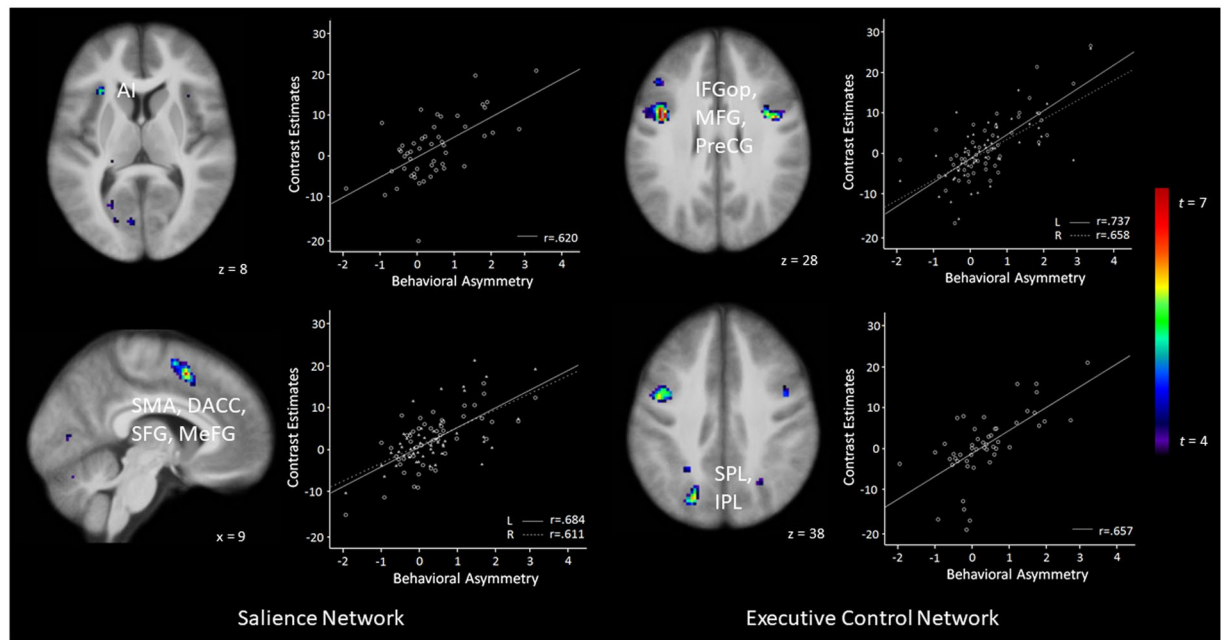 AI
z = 8
30
20
10
0
-10
-20
Contrast Estimates
r=.620
-2 -1 0 1 2 3 4
Behavioral Asymmetry
IFGop,
MFG,
PreCG
z = 28
30
20
10
0
-10
-20
Contrast Estimates
L r=.737
R r=.658
-2 -1 0 1 2 3 4
Behavioral Asymmetry
t = 7
t = 4
SMA, DACC,
SFG, MeFG
x = 9
30
20
10
0
-10
-20
Contrast Estimates
L r=.684
R r=.611
-2 -1 0 1 2 3 4
Behavioral Asymmetry
SPL,
IPL
z = 38
30
20
10
0
-10
-20
Contrast Estimates
r=.657
-2 -1 0 1 2 3 4
Behavioral Asymmetry
Salience Network
Executive Control Network